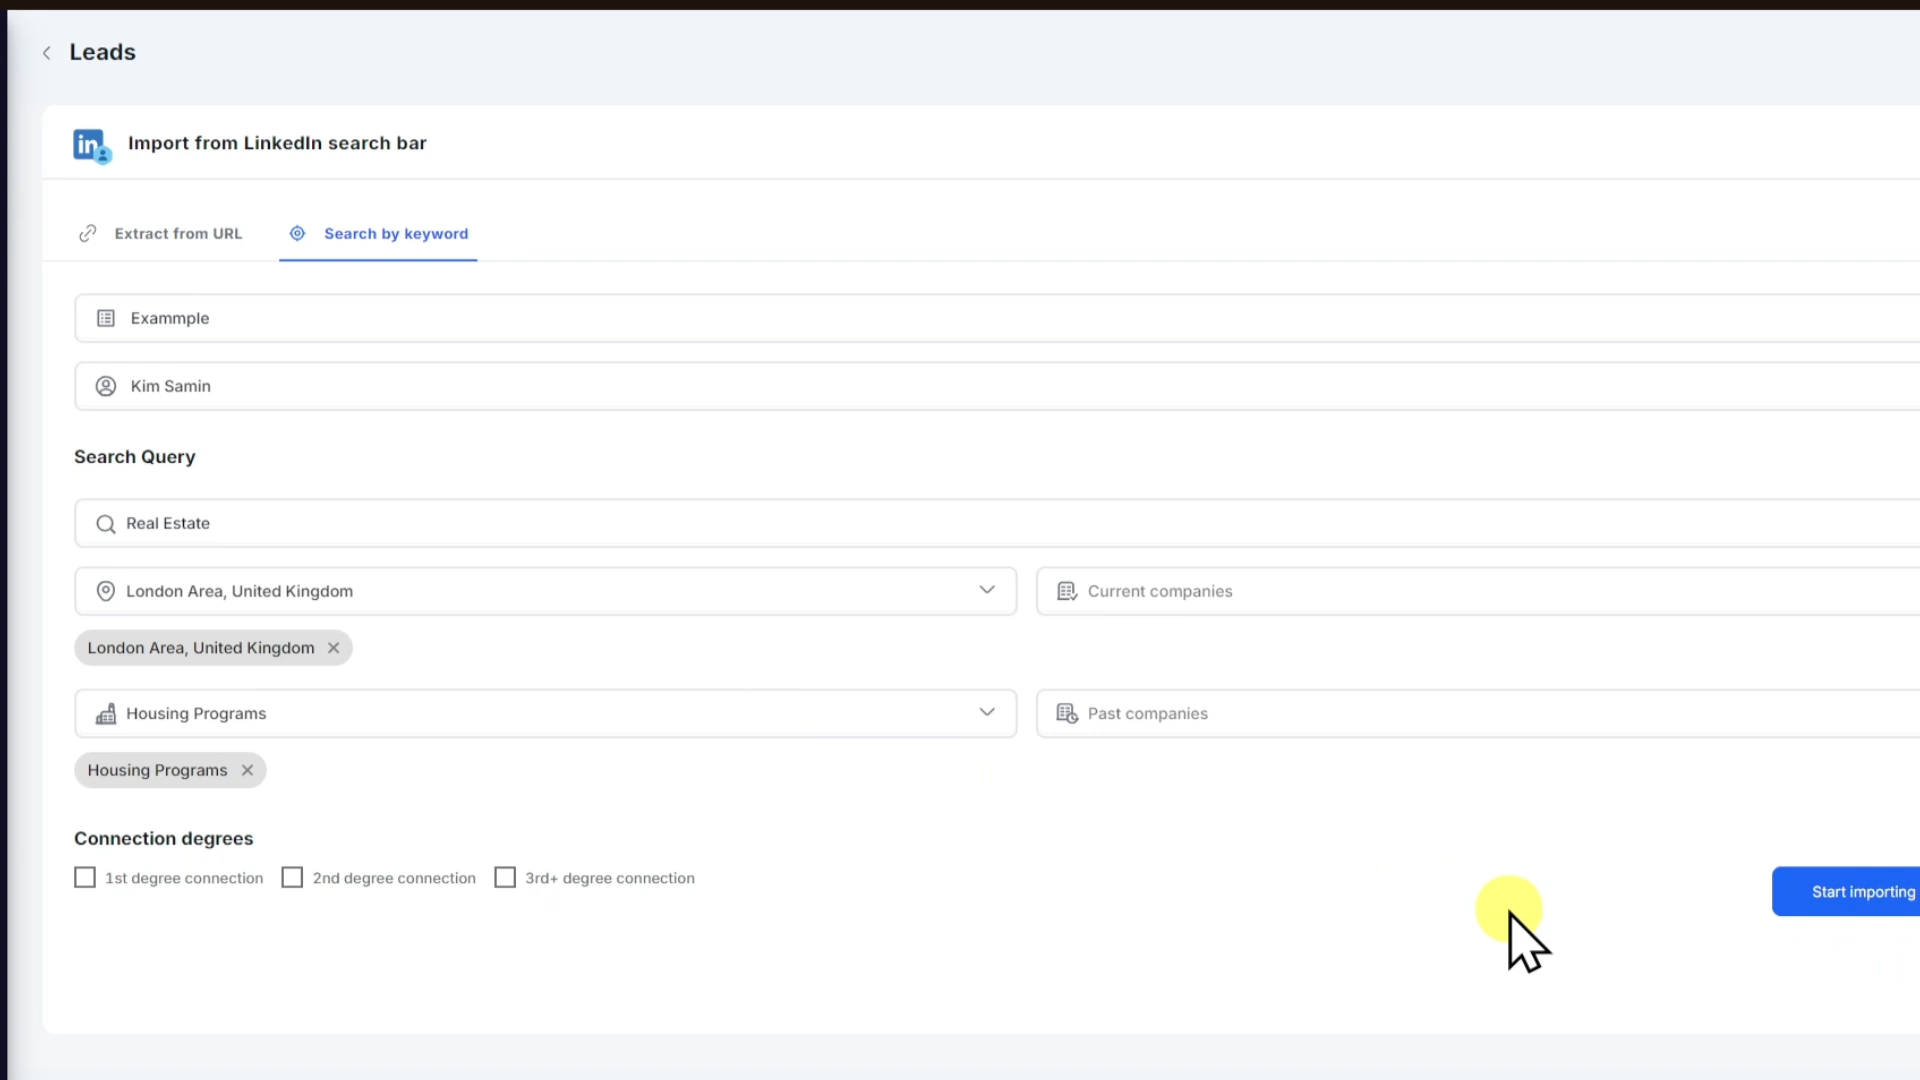 Leads
in
Import from LinkedIn search bar
Extract from URL
Search by keyword
Exammple
Kim Samin
Search Query
Real Estate
London Area, United Kingdom
Current companies
London Area, United Kingdom
Housing Programs
Past companies
Housing Programs
Connection degrees
1st degree connection
2nd degree connection
3rd+ degree connection
Start importing